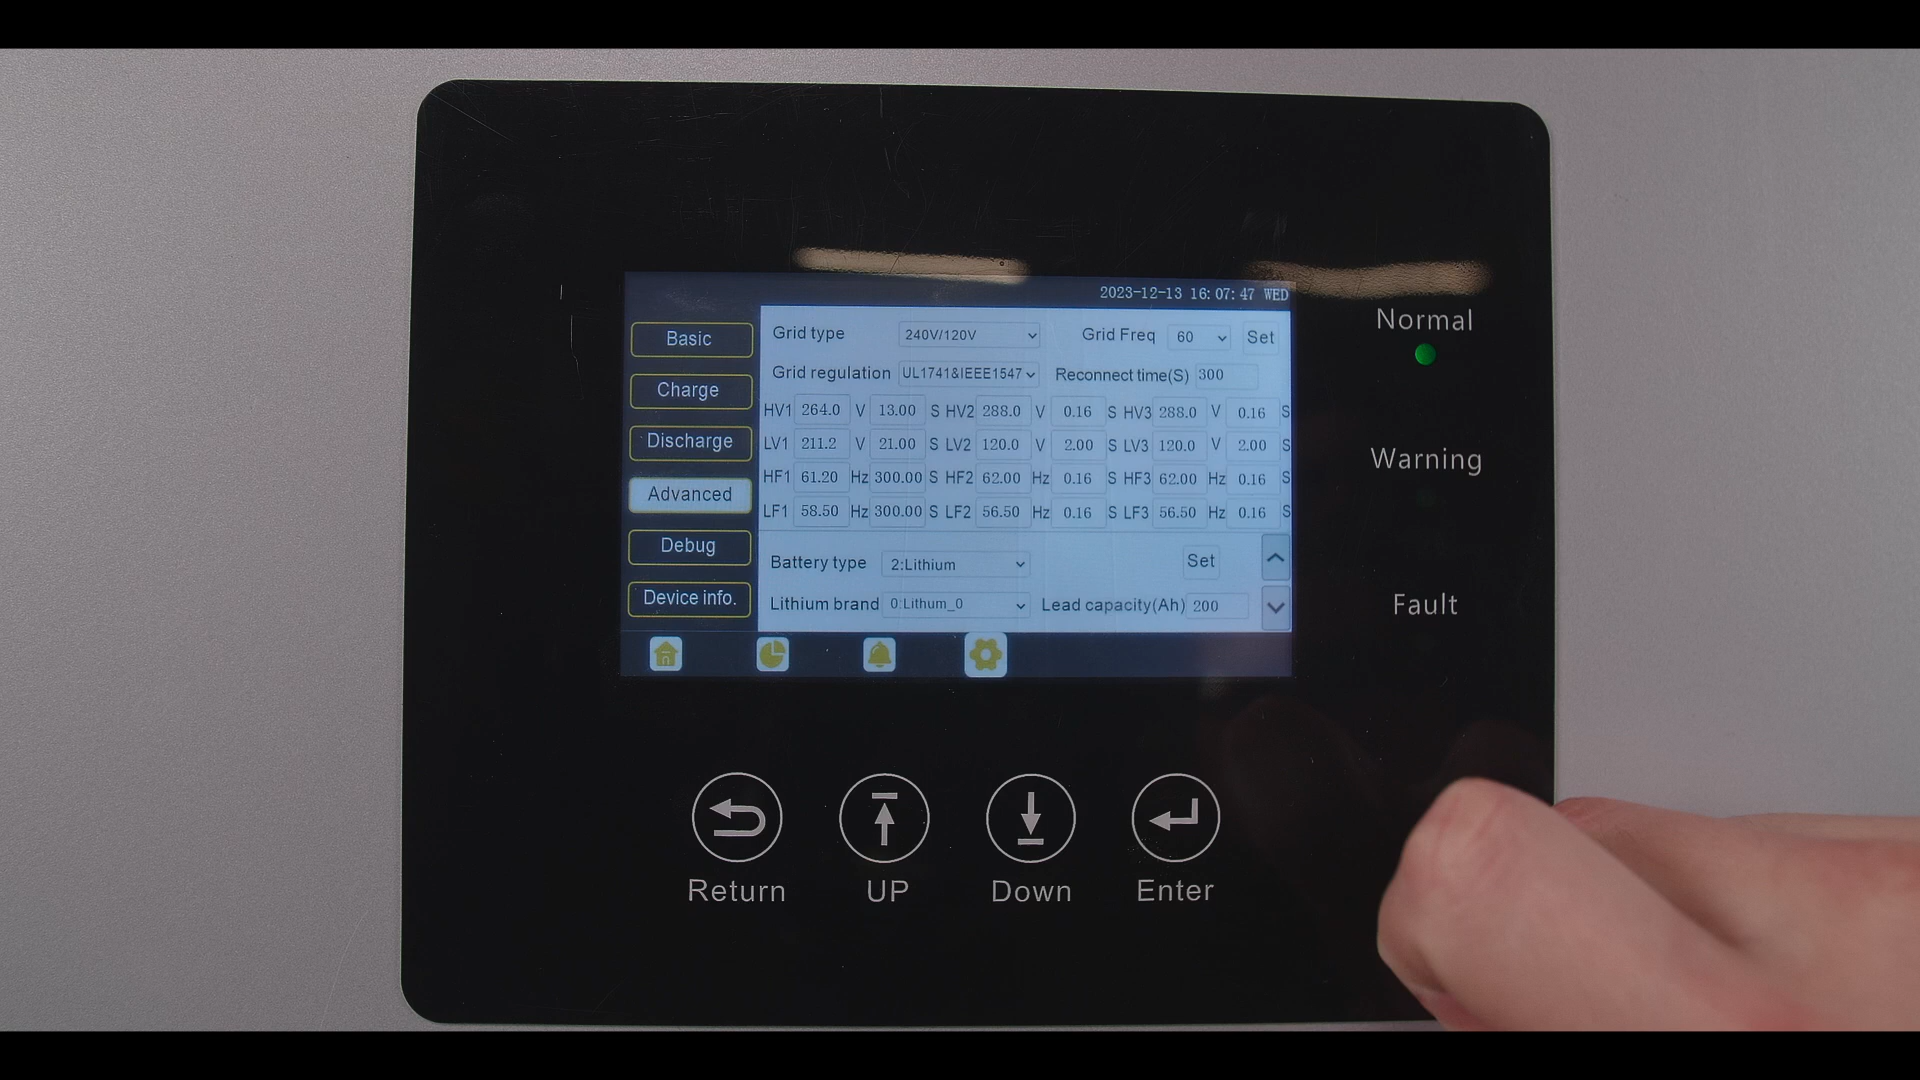 2023-12-13 16:07:47 WED
Basic
Charge
Discharge
Advanced
Debug
Device info.
Grid type 240V/120V Grid Freq 60 Set
Grid regulation UL1741&IEEE1547 Reconnect time(S) 300
HV1 264.0 V 13.00 S HV2 288.0 V 0.16 S HV3 288.0 V 0.16 S
LV1 211.2 V 21.00 S LV2 120.0 V 2.00 S LV3 120.0 V 2.00 S
HF1 61.20 Hz 300.00 S HF2 62.00 Hz 0.16 S HF3 62.00 Hz 0.16 S
LF1 58.50 Hz 300.00 S LF2 56.50 Hz 0.16 S LF3 56.50 Hz 0.16 S
Battery type 2:Lithium Set
Lithium brand 0:Lithum_0 Lead capacity(Ah) 200
Normal
Warning
Fault
Return UP Down Enter